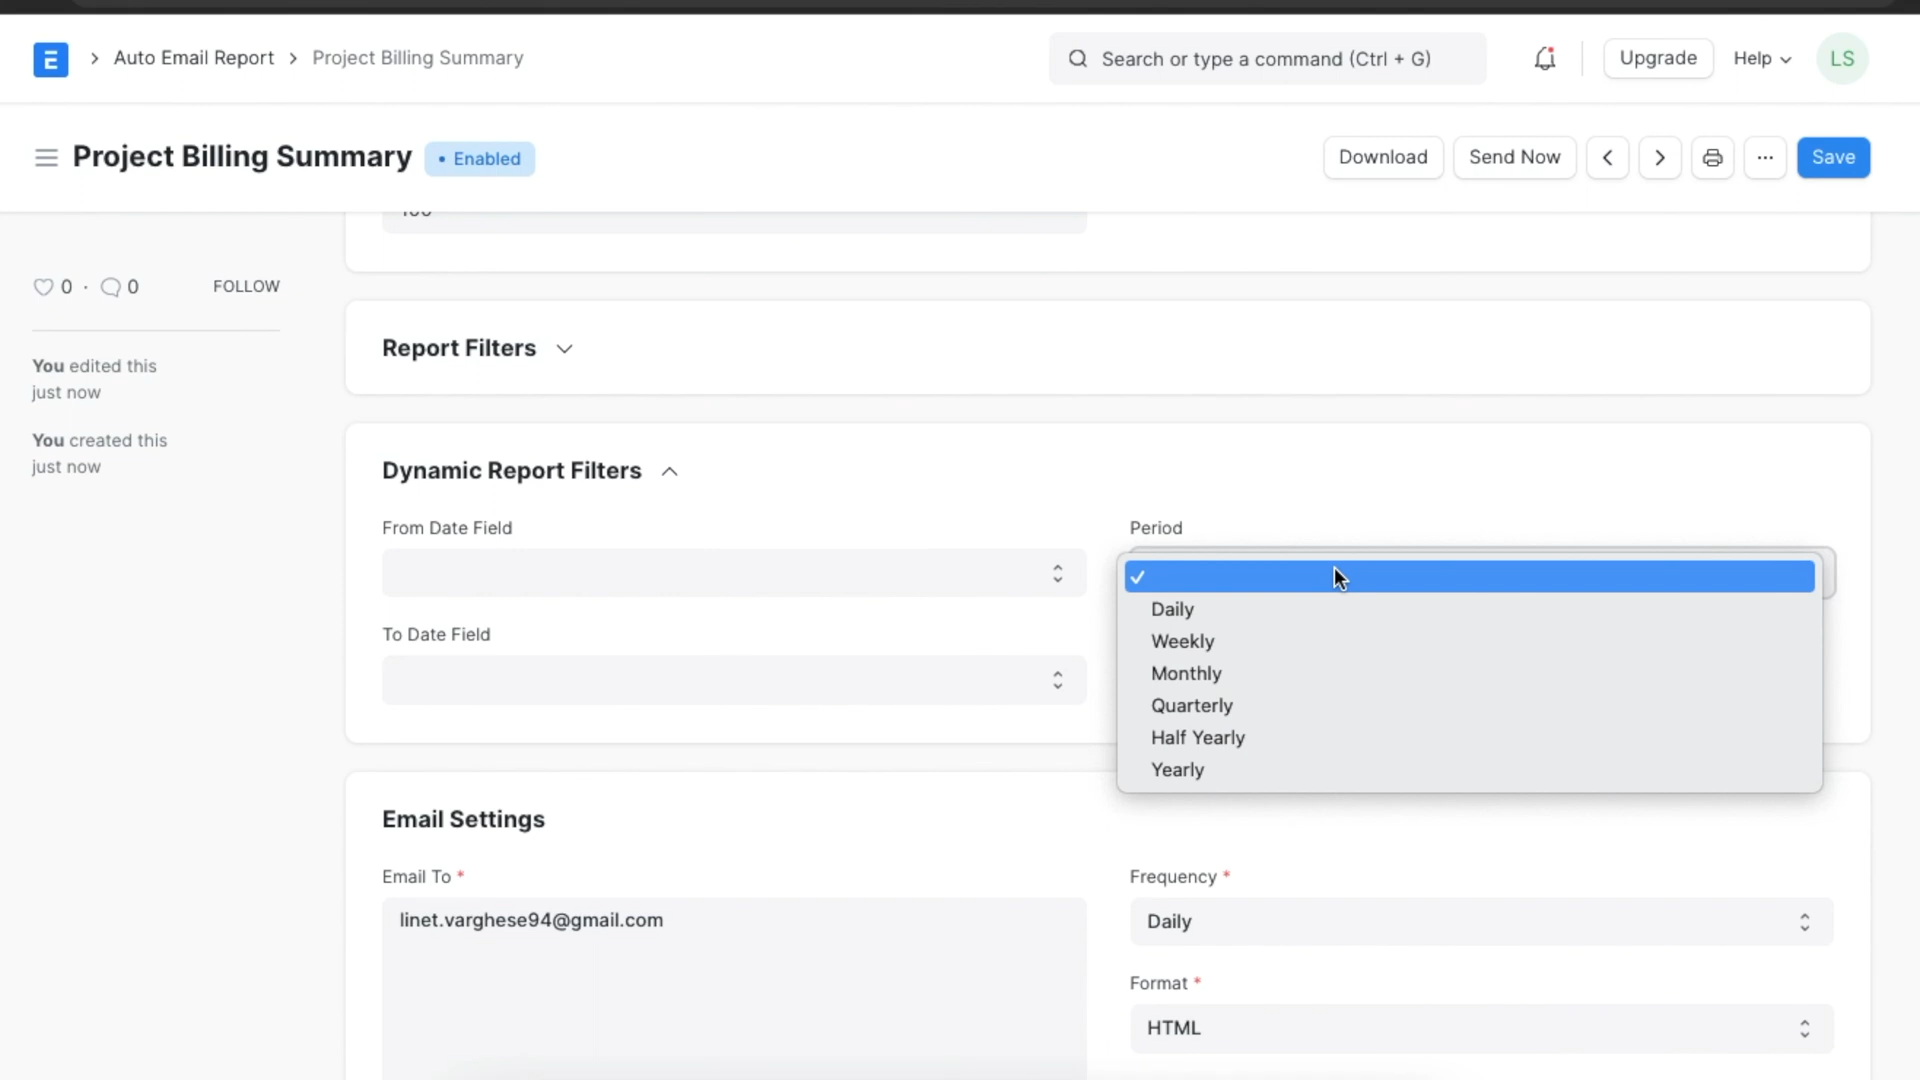 E
Auto Email Report
Project Billing Summary
Search or type a command (Ctrl + G)
Upgrade
Help
LS
Project Billing Summary
• Enabled
Download
Send Now
...
Save
0 · 0
FOLLOW
You edited this
just now
You created this
just now
Report Filters
Dynamic Report Filters
From Date Field
Period
To Date Field
Daily
Weekly
Monthly
Quarterly
Half Yearly
Yearly
Email Settings
Email To *
linet.varghese94@gmail.com
Frequency *
Daily
Format *
HTML